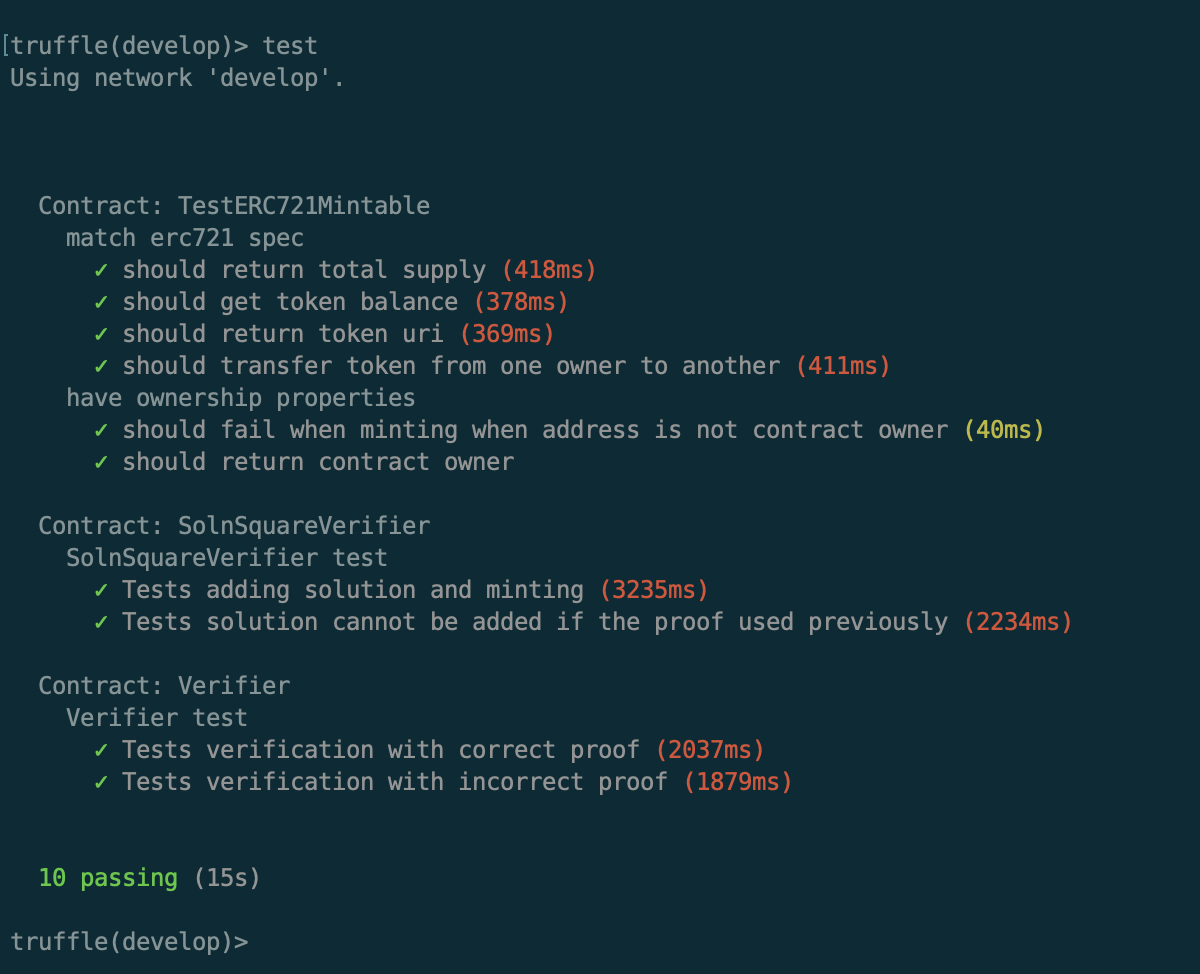 [truffle(develop)> test
Using network 'develop'.
Contract: TestERC721Mintable
match erc721 spec
✓ should return total supply (418ms)
✓ should get token balance (378ms)
✓ should return token uri (369ms)
✓ should transfer token from one owner to another (411ms)
have ownership properties
✓ should fail when minting when address is not contract owner (40ms)
✓ should return contract owner
Contract: SolnSquareVerifier
SolnSquareVerifier test
✓ Tests adding solution and minting (3235ms)
✓ Tests solution cannot be added if the proof used previously (2234ms)
Contract: Verifier
Verifier test
✓ Tests verification with correct proof (2037ms)
✓ Tests verification with incorrect proof (1879ms)
10 passing (15s)
truffle(develop)>